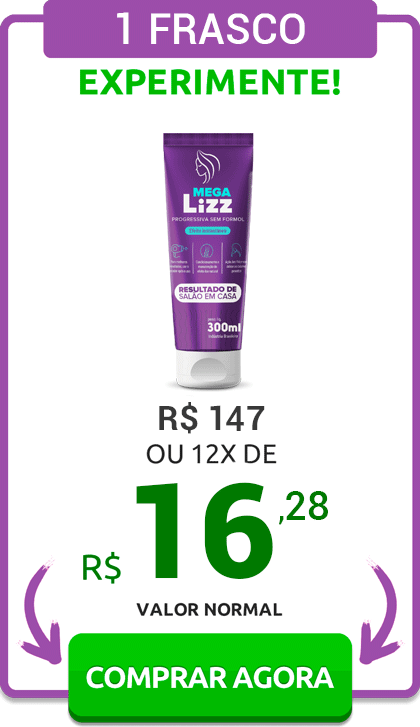 1 FRASCO
EXPERIMENTE!
MEGA
Lizz
PROGRESSIVA SEM FORMOL
RESULTADO DE
SALÃO EM CASA
300ml
R$ 147
OU 12X DE
R$ 16,28
VALOR NORMAL
COMPRAR AGORA